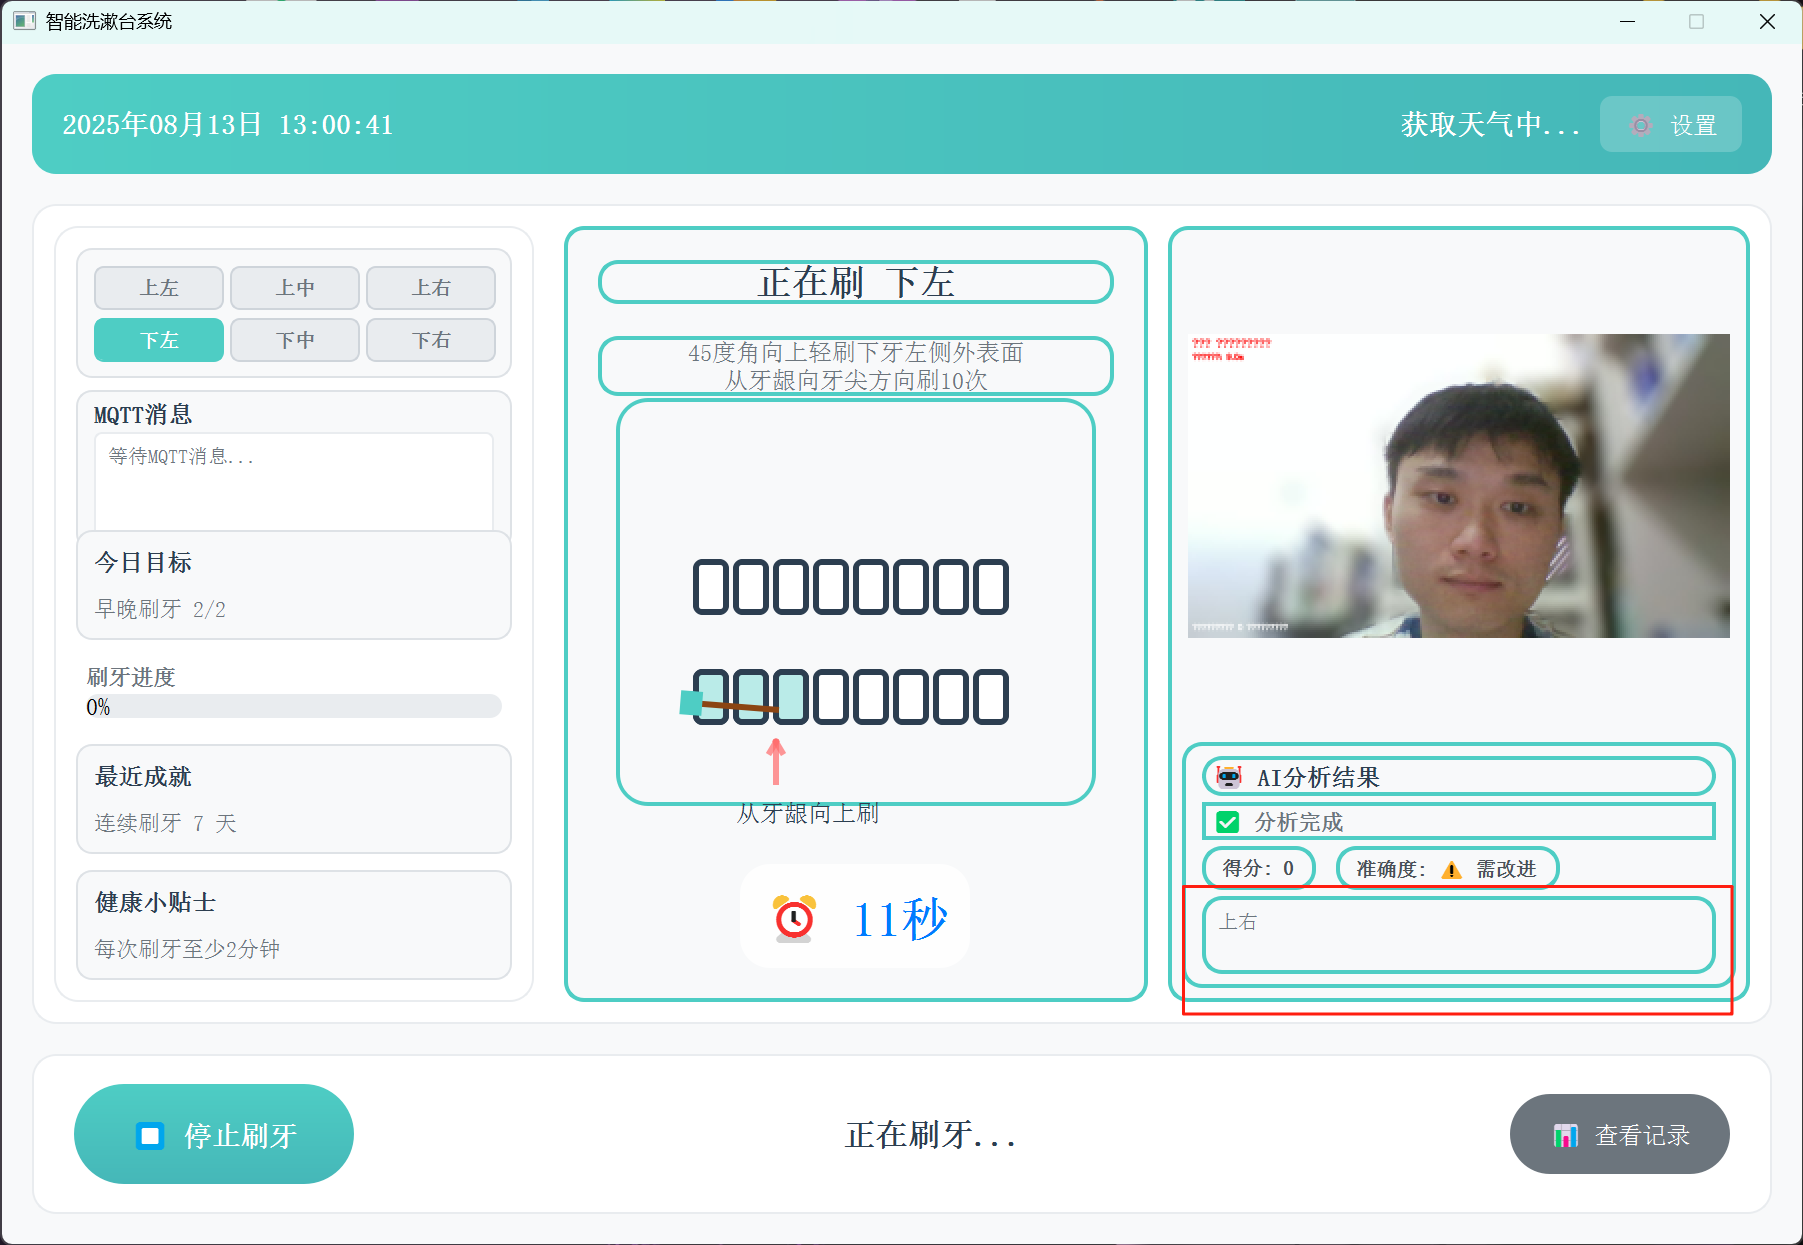 智能洗漱台系统
2025年08月13日 13:00:41
获取天气中...
设置
上左
上中
上右
下左
下中
下右
MQTT消息
等待MQTT消息...
今日目标
早晚刷牙 2/2
刷牙进度
0%
最近成就
连续刷牙 7 天
健康小贴士
每次刷牙至少2分钟
正在刷 下左
45度角向上轻刷下牙左侧外表面
从牙龈向牙尖方向刷10次
从牙龈向上刷
11秒
AI分析结果
分析完成
得分: 0
准确度: ⚠ 需改进
上右
停止刷牙
正在刷牙...
查看记录